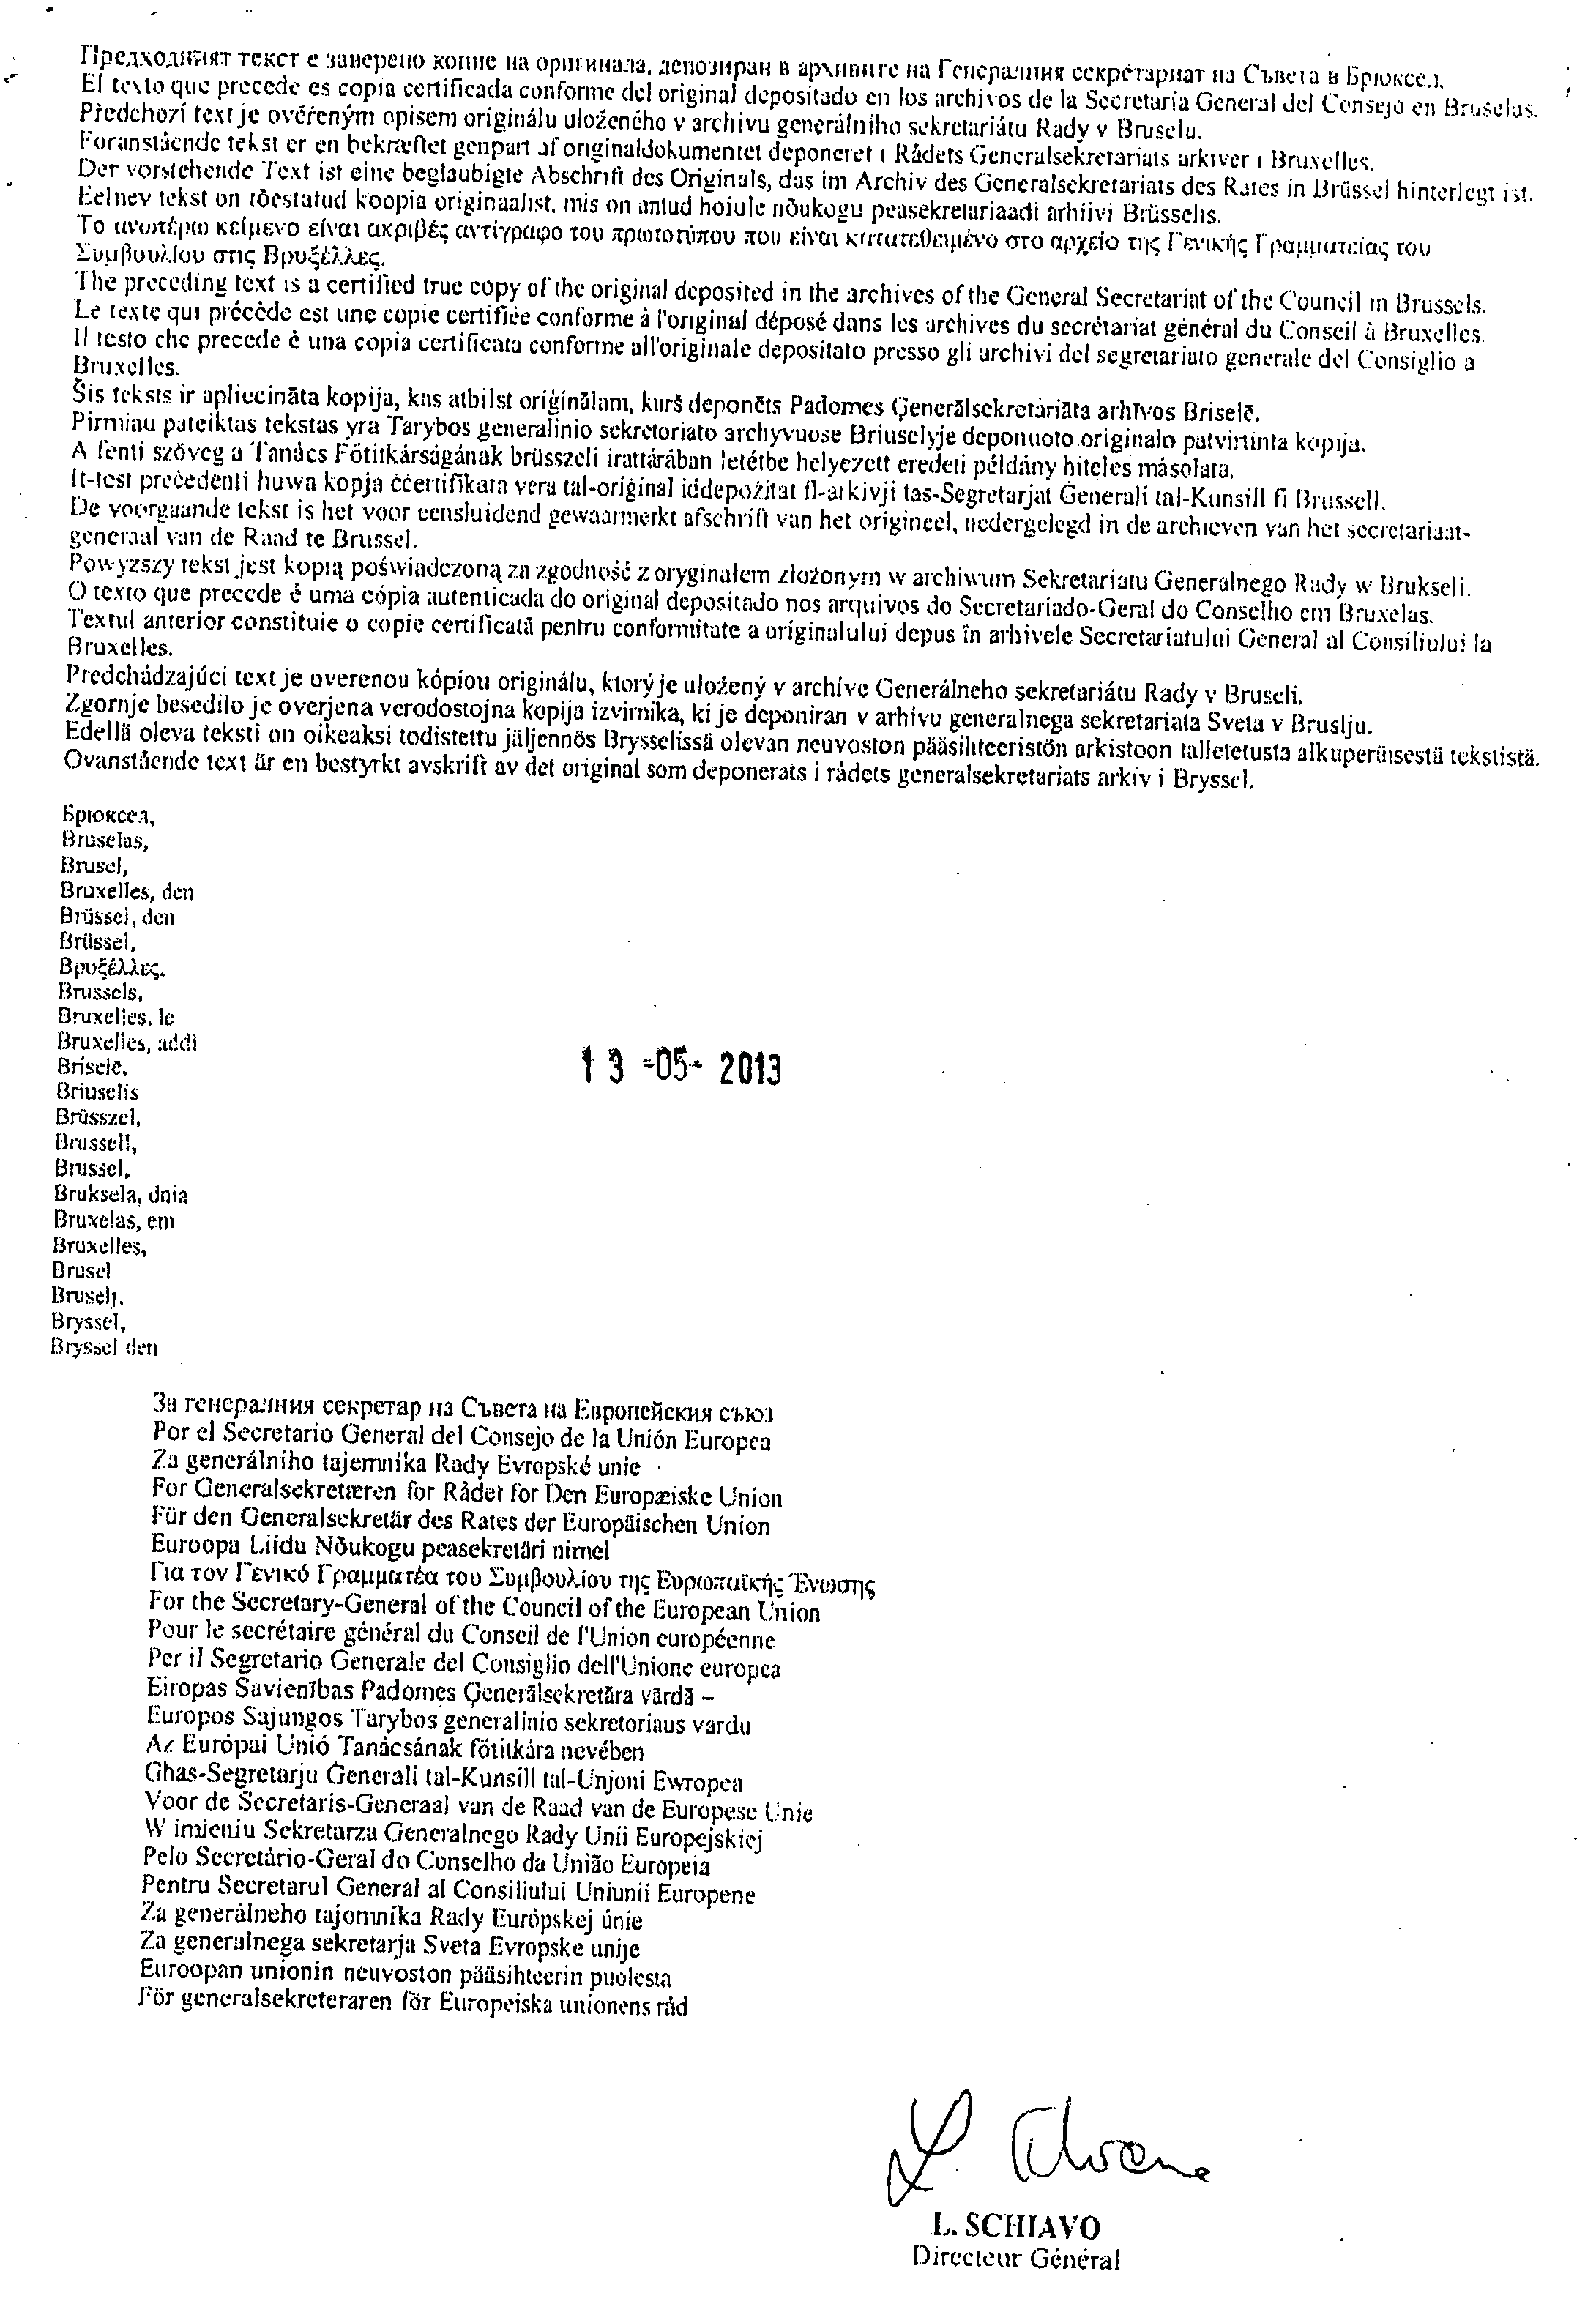 Предходният текст е заверено копие на оригинала, депозиран в архивите на Генералния секретариат на Съвета в Брюксел.
El texto que precede es copia certificada conforme del original depositado en los archivos de la Secretaría General del Consejo en Bruselas.
Předchozí text je ověřeným opisem originálu uloženého v archivu generálního sekretariátu Rady v Bruselu.
Foranstående tekst er en bekræftet genpart af originaldokumentet deponeret i Rådets Generalsekretariats arkiver i Bruxelles.
Der vorstehende Text ist eine beglaubigte Abschrift des Originals, das im Archiv des Generalsekretariats des Rates in Brüssel hinterlegt ist.
Eelnev tekst on tõestatud koopia originaalist, mis on antud hoiule nõukogu peasekretariaadi arhiivi Brüsselis.
Το ανωτέρω κείμενο είναι ακριβές αντίγραφο του πρωτοτύπου που είναι κατατεθειμένο στο αρχείο της Γενικής Γραμματείας του
Συμβουλίου στις Βρυξέλλες.
The preceding text is a certified true copy of the original deposited in the archives of the General Secretariat of the Council in Brussels.
Le texte qui précède est une copie certifiée conforme à l'original déposé dans les archives du secrétariat général du Conseil à Bruxelles.
Il testo che precede è una copia certificata conforme all'originale depositato presso gli archivi del segretariato generale del Consiglio a
Bruxelles.
Šis teksts ir apliecināta kopija, kas atbilst oriģinālam, kurš deponēts Padomes Ģenerālsekretariāta arhīvos Briselē.
Pirmiau pateiktas tekstas yra Tarybos generalinio sekretoriato archyvuose Briuselyje deponuoto originalo patvirtinta kopija.
A fenti szöveg a Tanács Főtitkárságának brüsszeli irattárában letétbe helyezett eredeti példány hiteles másolata.
It-test preċedenti huwa kopja ċċertifikata vera tal-oriġinal iddepożitat fl-arkivji tas-Segretarjat Ġenerali tal-Kunsill fi Brussell.
De voorgaande tekst is het voor eensluidend gewaarmerkt afschrift van het origineel, nedergelegd in de archieven van het secretariaat-
generaal van de Raad te Brussel.
Powyższy tekst jest kopią poświadczoną za zgodność z oryginałem złożonym w archiwum Sekretariatu Generalnego Rady w Brukseli.
O texto que precede é uma cópia autenticada do original depositado nos arquivos do Secretariado-Geral do Conselho em Bruxelas.
Textul anterior constituie o copie certificată pentru conformitate a originalului depus în arhivele Secretariatului General al Consiliului la
Bruxelles.
Predchádzajúci text je overenou kópiou originálu, ktorý je uložený v archíve Generálneho sekretariátu Rady v Bruseli.
Zgornje besedilo je overjena verodostojna kopija izvirnika, ki je deponiran v arhivu generalnega sekretariata Sveta v Bruslju.
Edellä oleva teksti on oikeaksi todistettu jäljennös Brysselissä olevan neuvoston pääsihteeristön arkistoon talletetusta alkuperäisestä tekstistä.
Ovanstående text är en bestyrkt avskrift av det original som deponerats i rådets generalsekretariats arkiv i Bryssel.
Брюксел,
Bruselas,
Brusel,
Bruxelles, den
Brüssel, den
Brüssel,
Βρυξέλλες,
Brussels,
Bruxelles, le
Bruxelles, addì
Briselē,
Briuselis
Brüsszel,
Brussell,
Brussel,
Bruksela, dnia
Bruxelas, em
Bruxelles,
Brusel
Bruselj,
Bryssel,
Bryssel den
13 -05- 2013
За генералния секретар на Съвета на Европейския съюз
Por el Secretario General del Consejo de la Unión Europea
Za generálního tajemníka Rady Evropské unie
For Generalsekretæren for Rådet for Den Europæiske Union
Für den Generalsekretär des Rates der Europäischen Union
Euroopa Liidu Nõukogu peasekretäri nimel
Για τον Γενικό Γραμματέα του Συμβουλίου της Ευρωπαϊκής Ένωσης
For the Secretary-General of the Council of the European Union
Pour le secrétaire général du Conseil de l'Union européenne
Per il Segretario Generale del Consiglio dell'Unione europea
Eiropas Savienības Padomes Ģenerālsekretāra vārdā –
Europos Sąjungos Tarybos generalinio sekretoriaus vardu
Az Európai Unió Tanácsának főtitkára nevében
Għas-Segretarju Ġenerali tal-Kunsill tal-Unjoni Ewropea
Voor de Secretaris-Generaal van de Raad van de Europese Unie
W imieniu Sekretarza Generalnego Rady Unii Europejskiej
Pelo Secretário-Geral do Conselho da União Europeia
Pentru Secretarul General al Consiliului Uniunii Europene
Za generálneho tajomníka Rady Európskej únie
Za generalnega sekretarja Sveta Evropske unije
Euroopan unionin neuvoston pääsihteerin puolesta
För generalsekreteraren för Europeiska unionens råd
L. SCHIAVO
Directeur Général